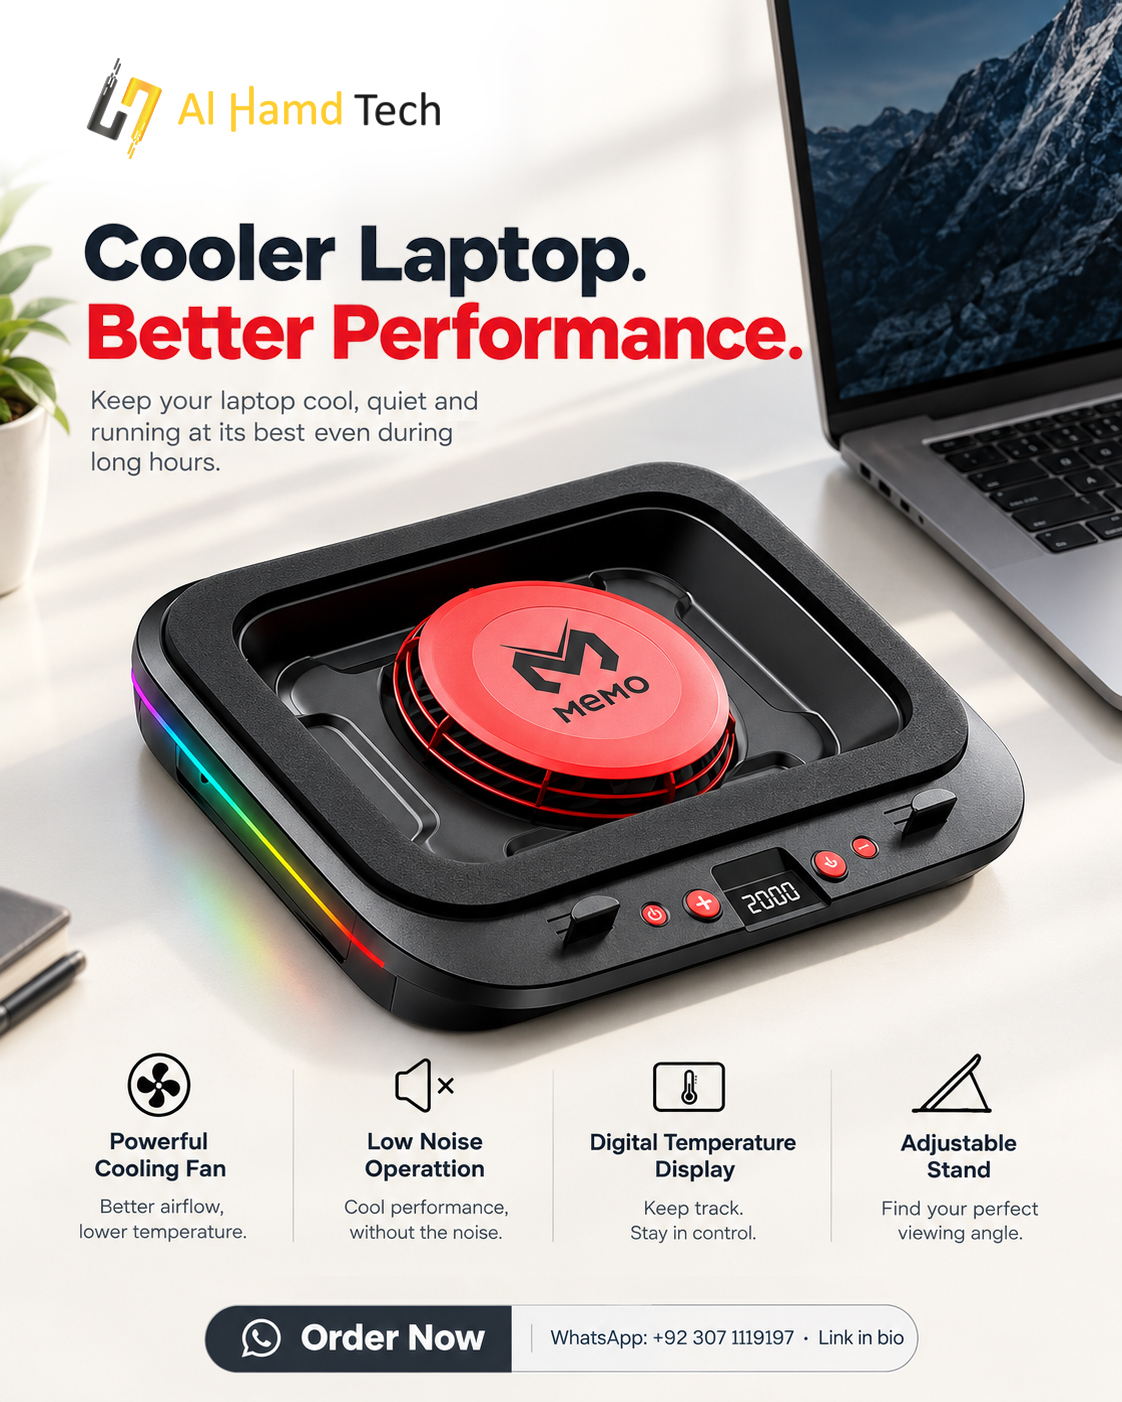 Al Hamd Tech
Cooler Laptop.
Better Performance.
Keep your laptop cool, quiet and
running at its best even during
long hours.
MEMO
2000
Powerful
Cooling Fan
Better airflow,
lower temperature.
Low Noise
Operattion
Cool performance,
without the noise.
Digital Temperature
Display
Keep track.
Stay in control.
Adjustable
Stand
Find your perfect
viewing angle.
Order Now
WhatsApp: +92 307 1119197 • Link in bio